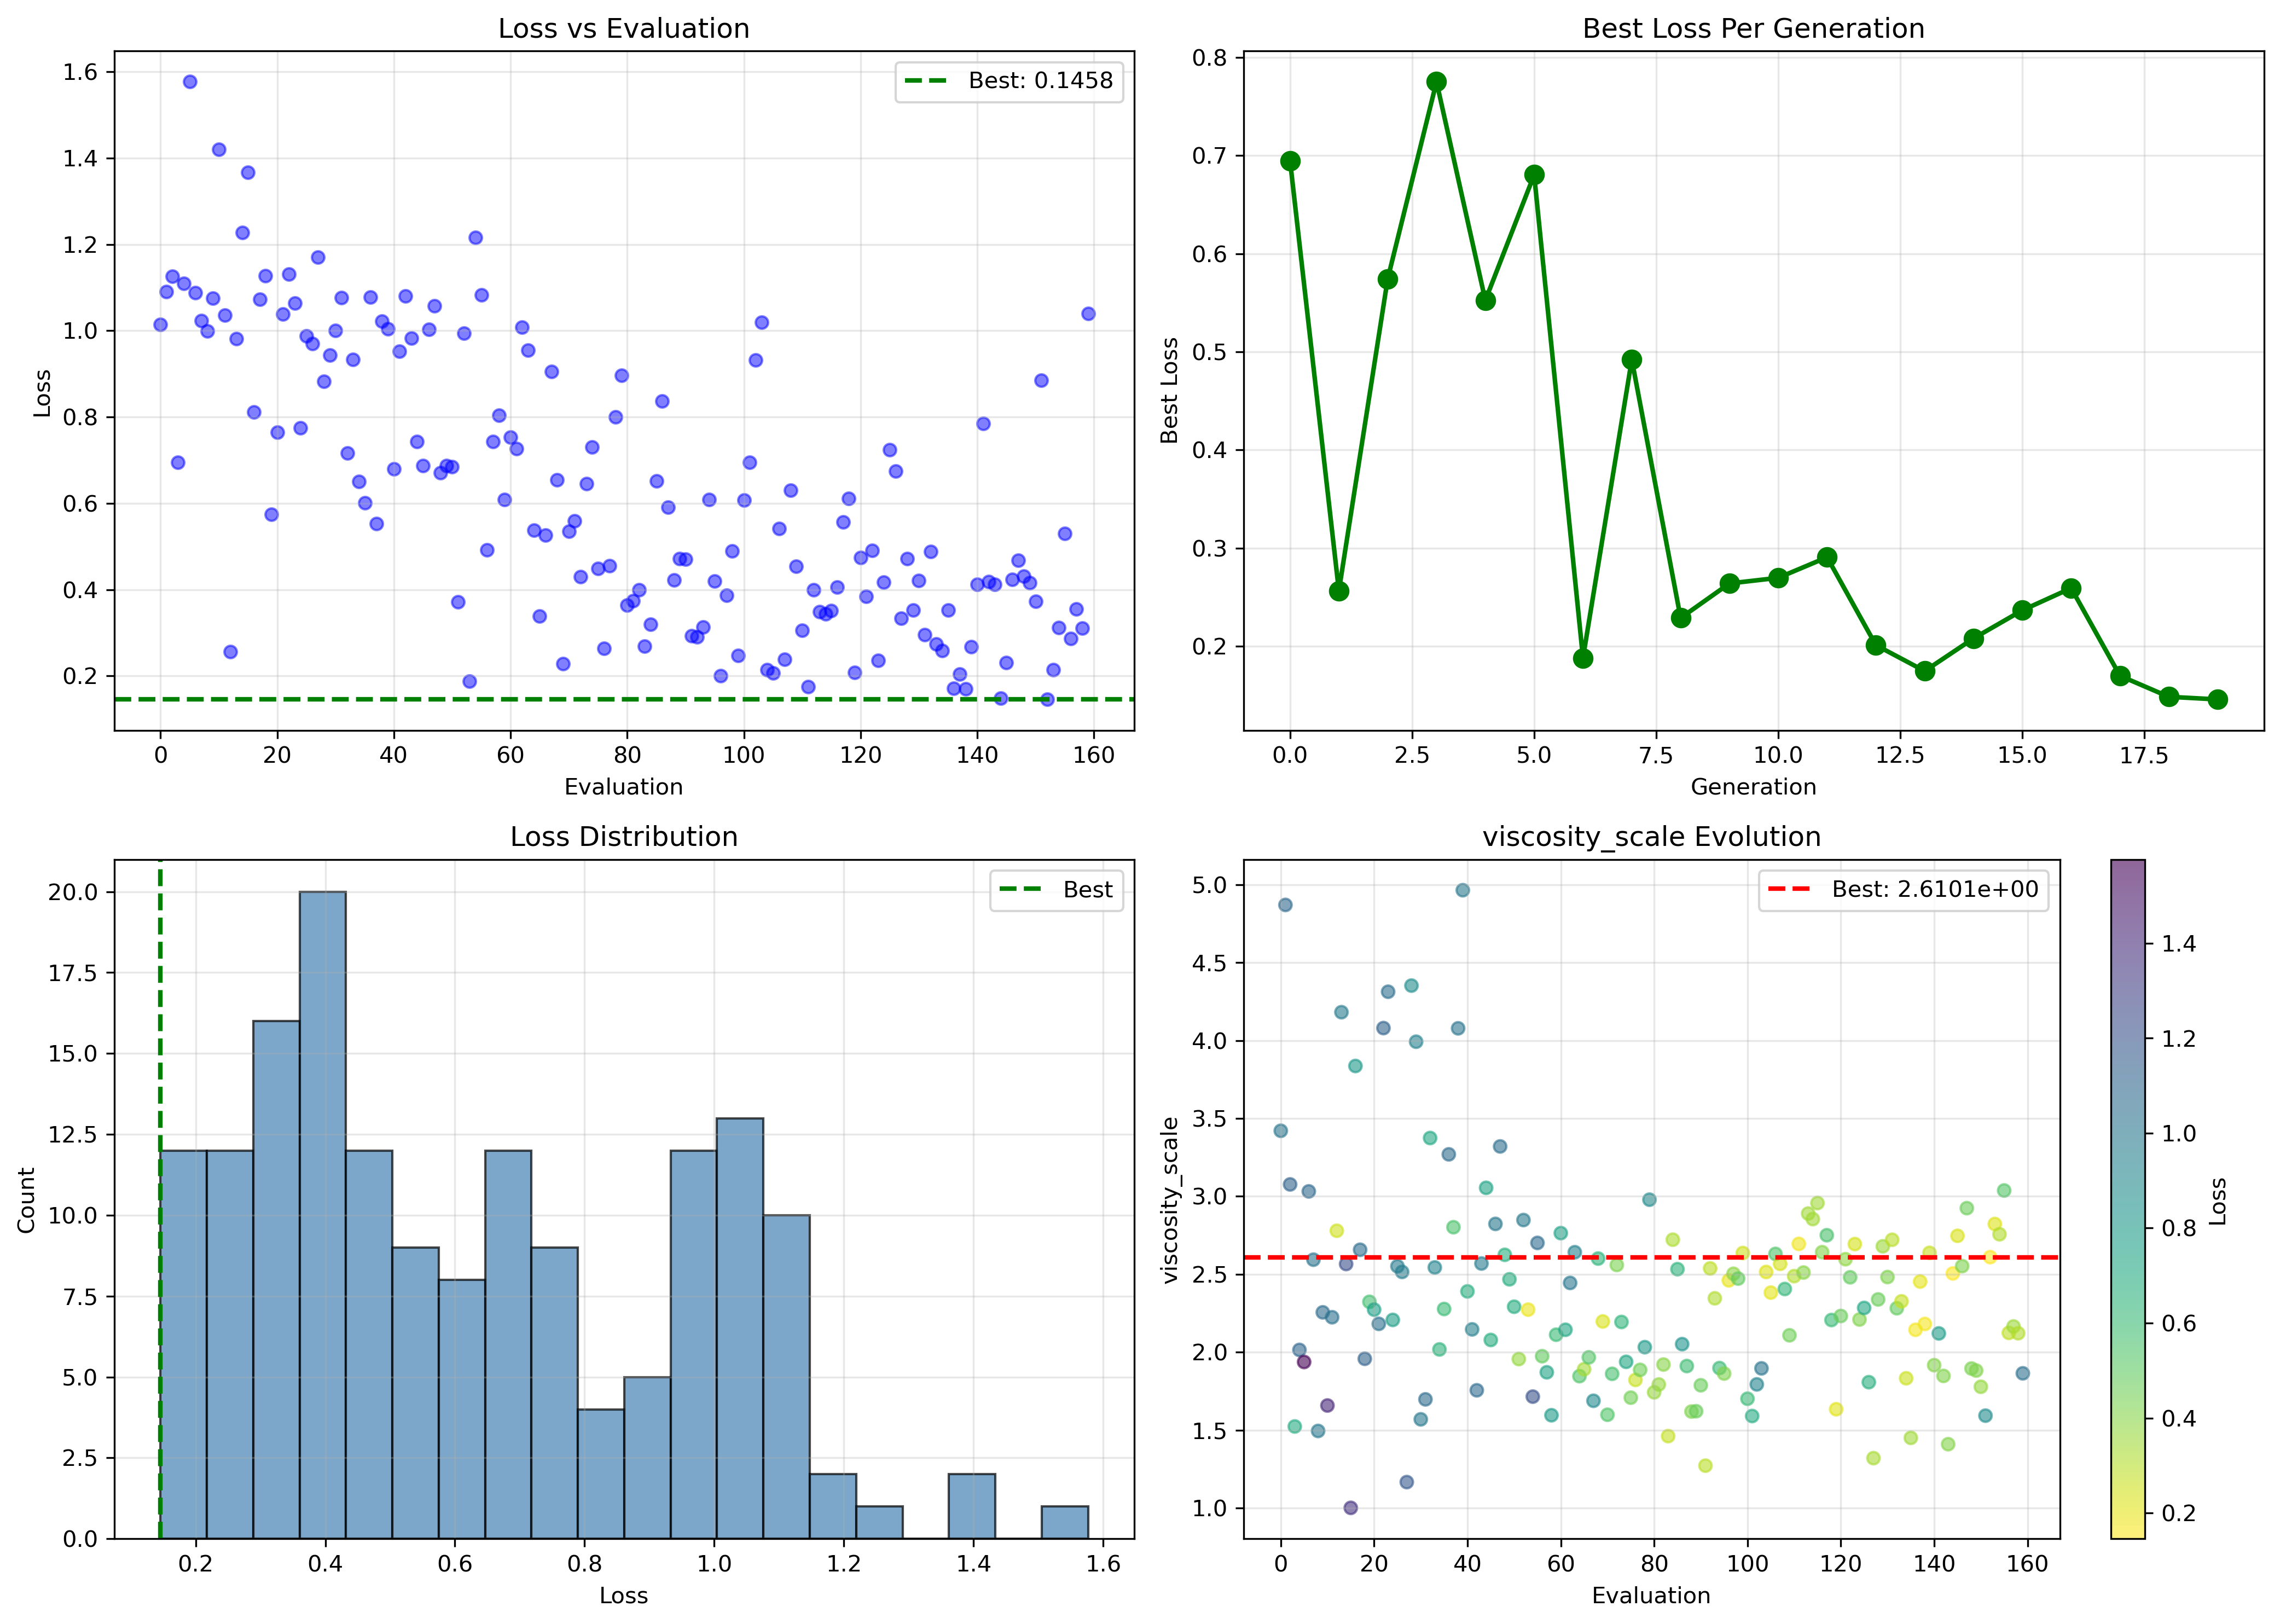 Loss vs Evaluation
1.6
1.4
1.2
1.0
0.8
0.6
0.4
0.2
Loss
Best: 0.1458
0 20 40 60 80 100 120 140 160
Evaluation
Best Loss Per Generation
0.8
0.7
0.6
0.5
0.4
0.3
0.2
Best Loss
0.0 2.5 5.0 7.5 10.0 12.5 15.0 17.5
Generation
Loss Distribution
20.0
17.5
15.0
12.5
10.0
7.5
5.0
2.5
0.0
Count
Best
0.2 0.4 0.6 0.8 1.0 1.2 1.4 1.6
Loss
viscosity_scale Evolution
5.0
4.5
4.0
3.5
3.0
2.5
2.0
1.5
1.0
viscosity_scale
Best: 2.6101e+00
0 20 40 60 80 100 120 140 160
Evaluation
1.4
1.2
1.0
0.8
0.6
0.4
0.2
Loss